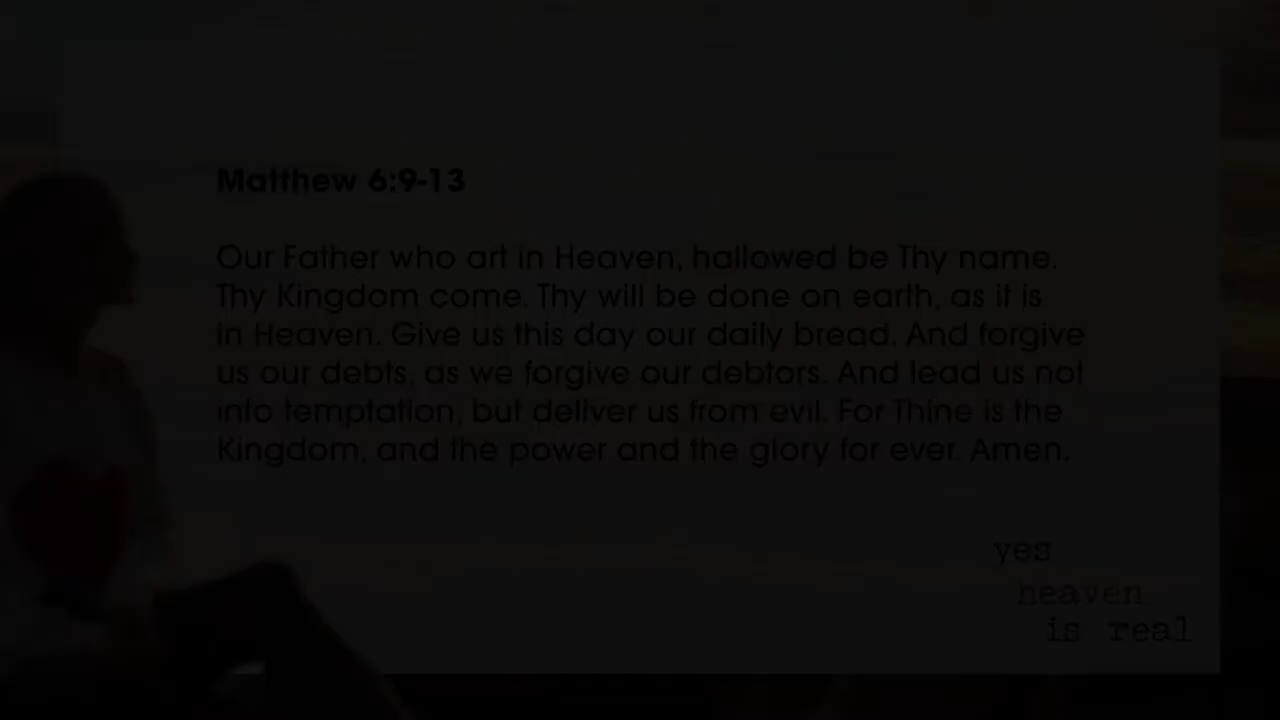 Matthew 6:9-13
Our Father who art in Heaven, hallowed be Thy name.
Thy Kingdom come. Thy will be done on earth, as it is
in Heaven. Give us this day our daily bread. And forgive
us our debts, as we forgive our debtors. And lead us not
into temptation, but deliver us from evil. For Thine is the
Kingdom, and the power and the glory for ever. Amen.
yes
heaven
is real